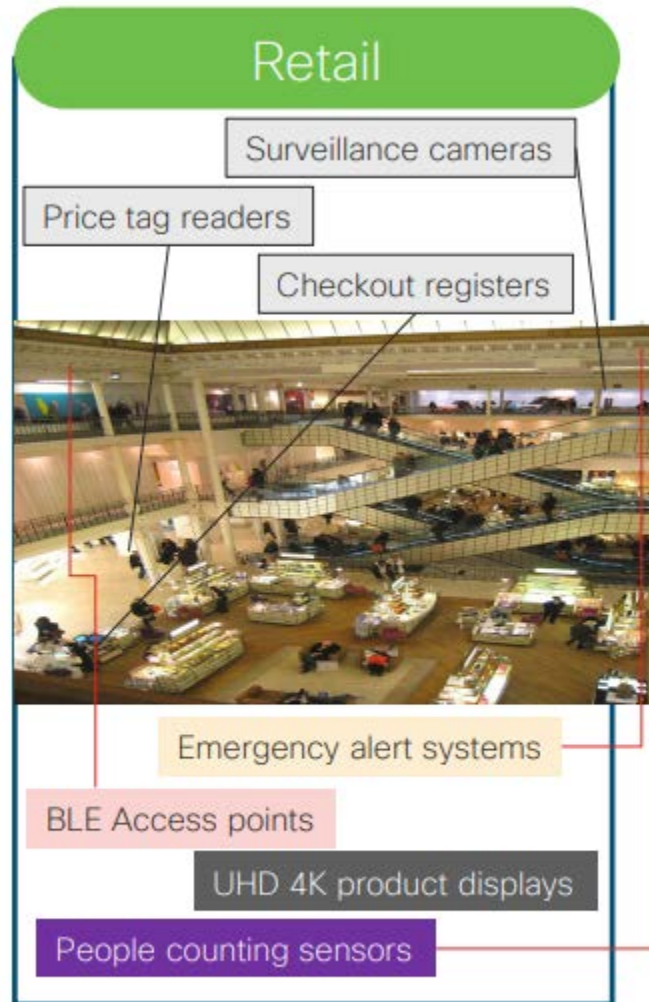 Retail
Surveillance cameras
Price tag readers
Checkout registers
Emergency alert systems
BLE Access points
UHD 4K product displays
People counting sensors